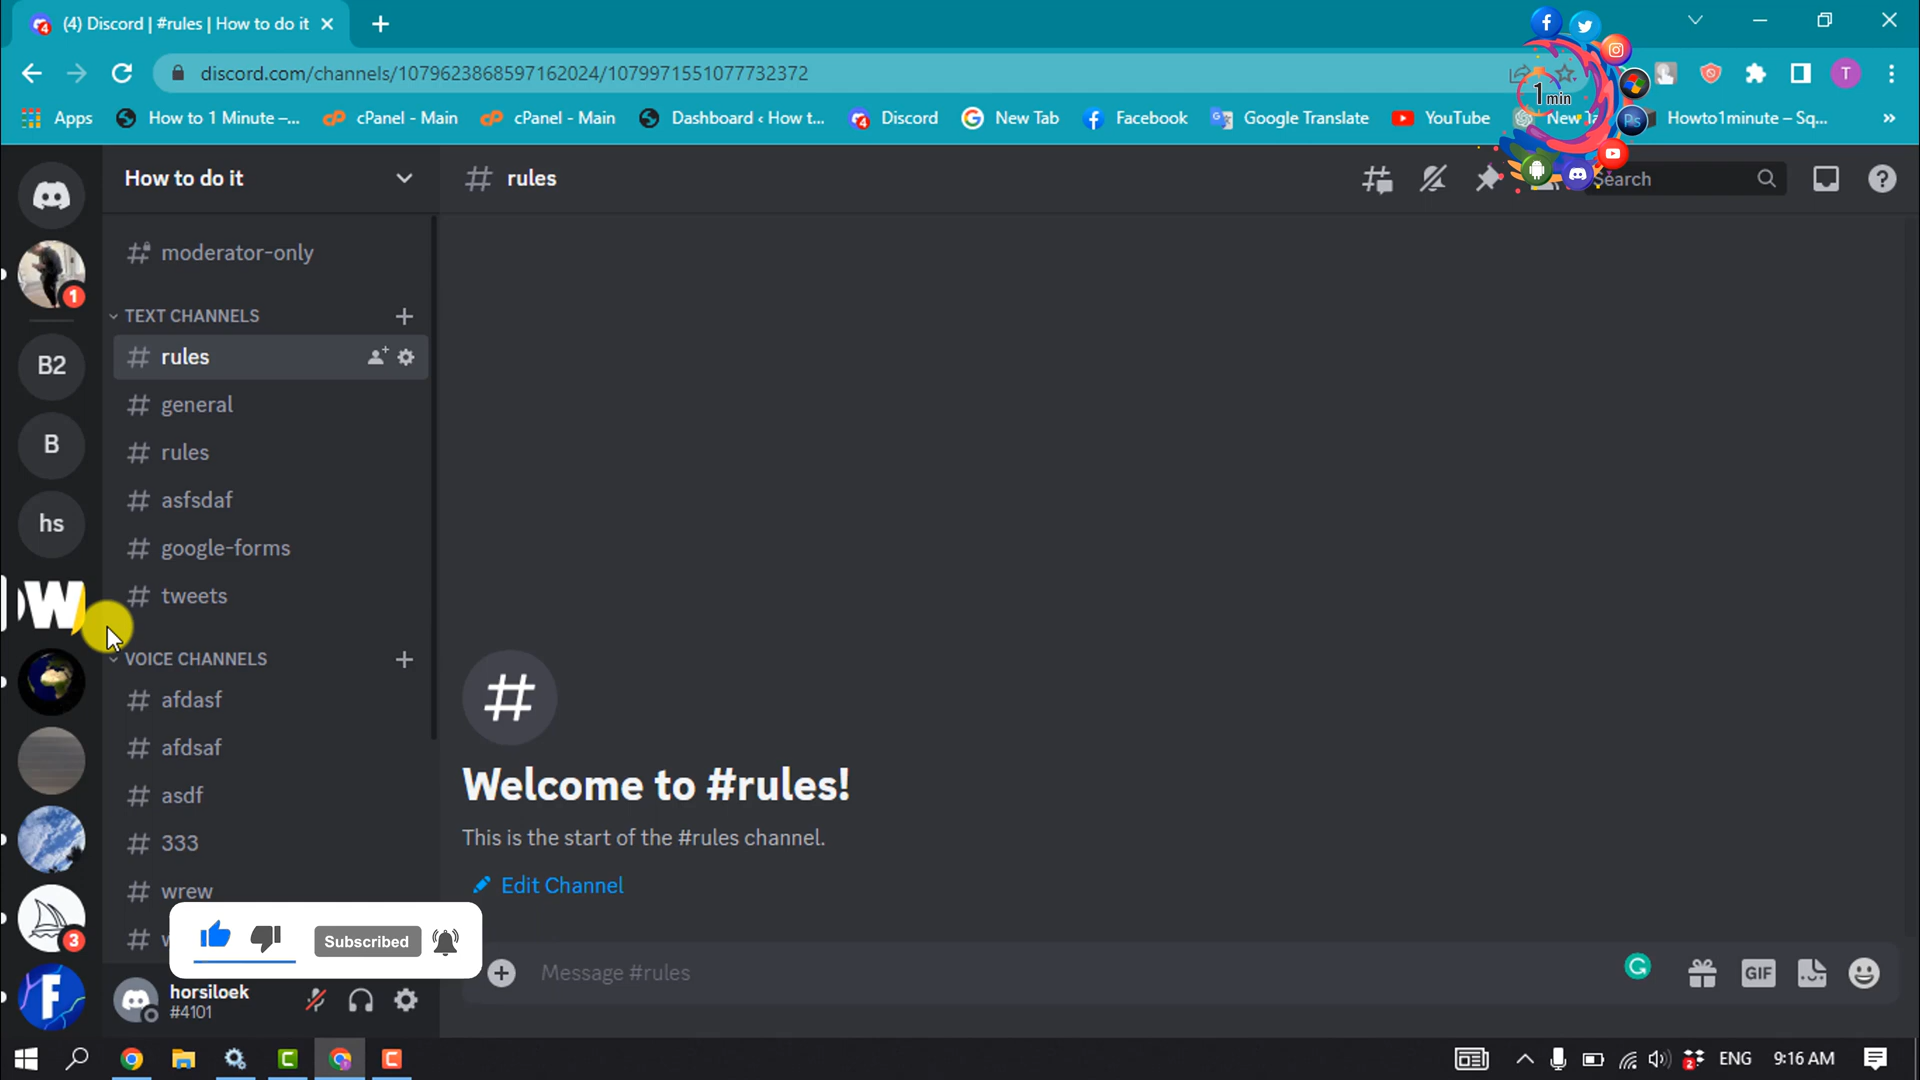 (4) Discord | #rules | How to do it
discord.com/channels/1079623868597162024/1079971551077732372
1 min
T
Apps
How to 1 Minute –...
cPanel - Main
cPanel - Main
Dashboard ‹ How t...
Discord
New Tab
Facebook
Google Translate
YouTube
Howto1minute – Sq...
Ps
How to do it
rules
Search
moderator-only
1
TEXT CHANNELS
rules
B2
general
B
rules
asfsdaf
hs
google-forms
tweets
W
VOICE CHANNELS
afdasf
afdsaf
asdf
333
wrew
Welcome to #rules!
This is the start of the #rules channel.
Edit Channel
Subscribed
3
Message #rules
GIF
F
horsiloek
#4101
ENG
9:16 AM